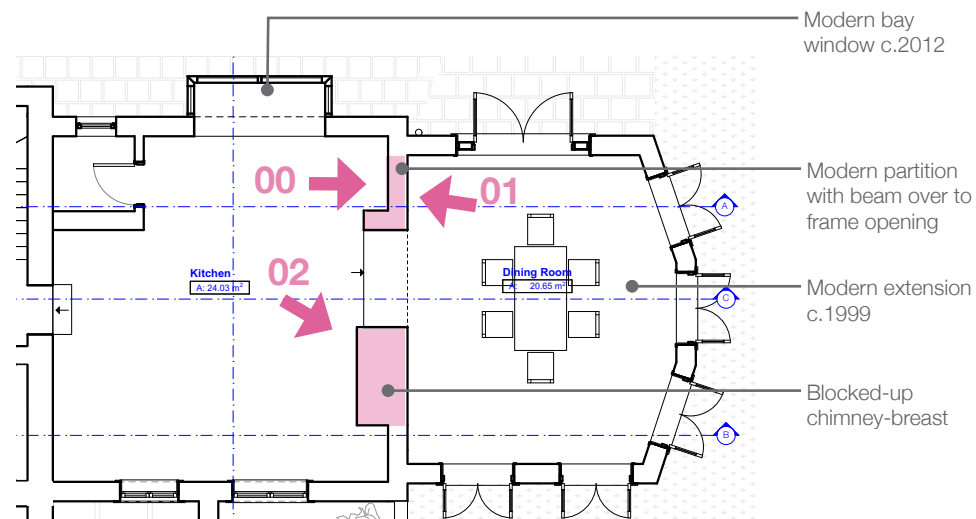 Modern bay
window c.2012
00
01
Modern partition
with beam over to
frame opening
A
Kitchen
A: 24.03 m²
02
Dining Room
A: 20.65 m²
Modern extension
c.1999
C
Blocked-up
chimney-breast
B